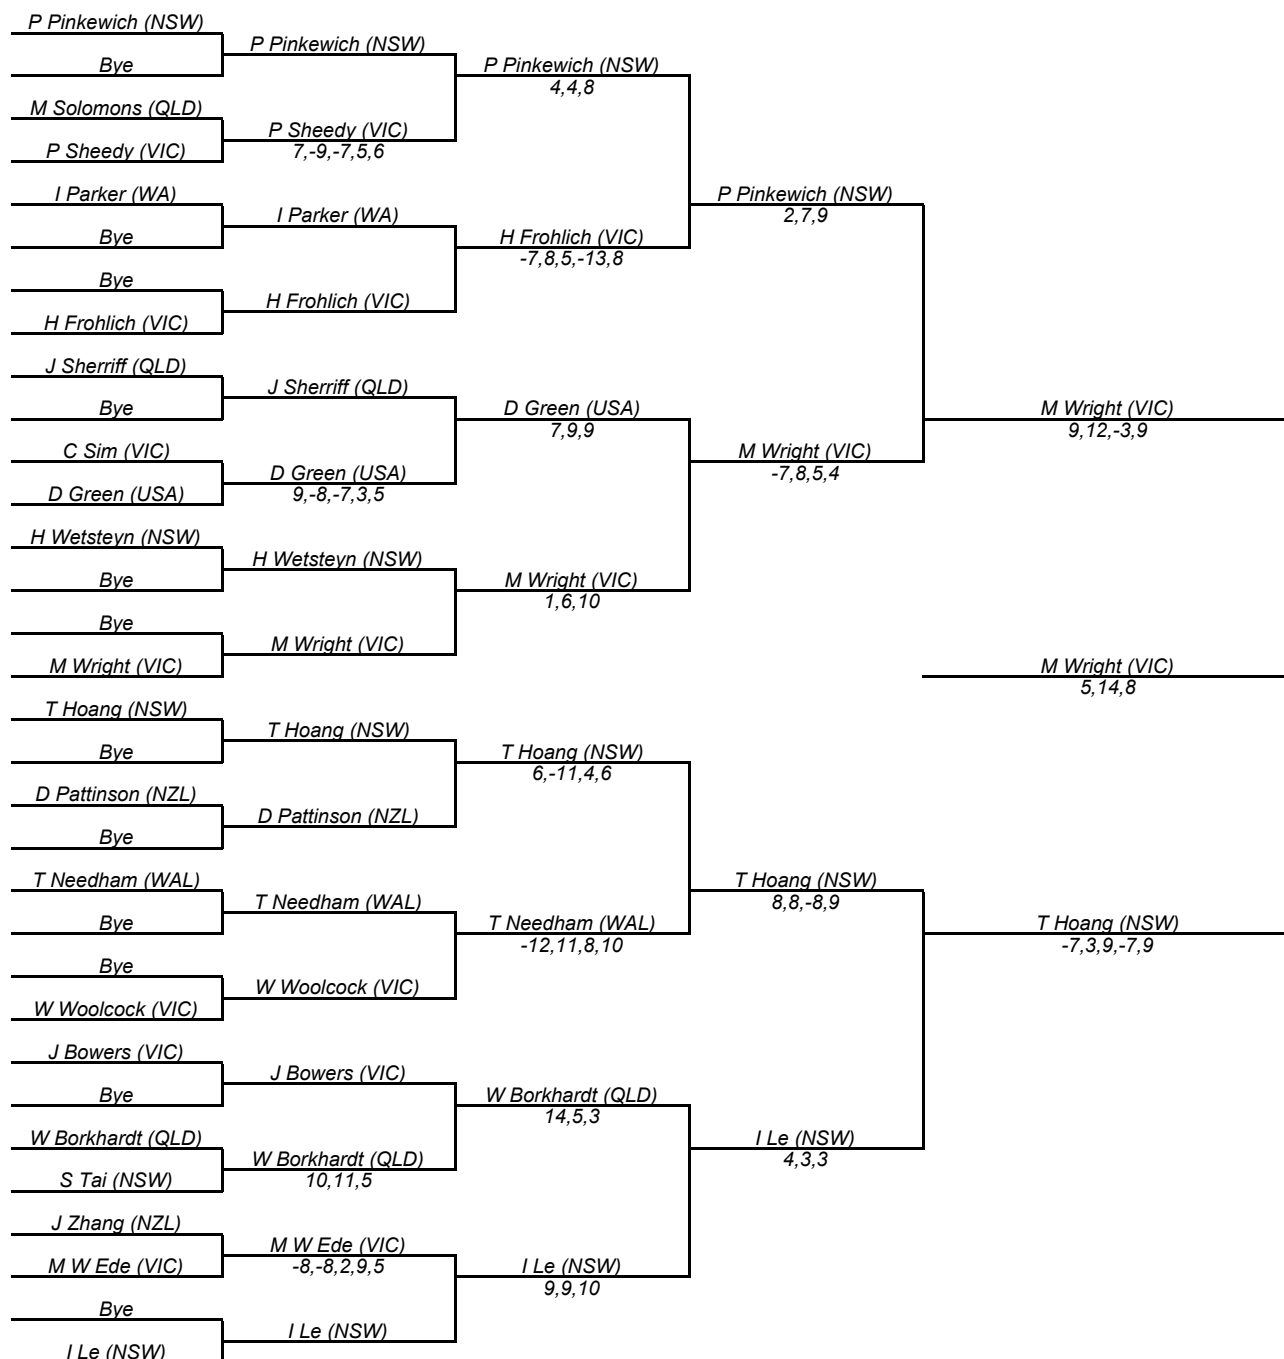 P Pinkewich (NSW)
Bye
M Solomons (QLD)
P Sheedy (VIC)
I Parker (WA)
Bye
Bye
H Frohlich (VIC)
J Sherriff (QLD)
Bye
C Sim (VIC)
D Green (USA)
H Wetsteyn (NSW)
Bye
Bye
M Wright (VIC)
T Hoang (NSW)
Bye
D Pattinson (NZL)
Bye
T Needham (WAL)
Bye
Bye
W Woolcock (VIC)
J Bowers (VIC)
Bye
W Borkhardt (QLD)
S Tai (NSW)
J Zhang (NZL)
M W Ede (VIC)
Bye
I Le (NSW)
P Pinkewich (NSW)
P Sheedy (VIC)
7,-9,-7,5,6
I Parker (WA)
H Frohlich (VIC)
J Sherriff (QLD)
D Green (USA)
9,-8,-7,3,5
H Wetsteyn (NSW)
M Wright (VIC)
T Hoang (NSW)
D Pattinson (NZL)
T Needham (WAL)
W Woolcock (VIC)
J Bowers (VIC)
W Borkhardt (QLD)
10,11,5
M W Ede (VIC)
-8,-8,2,9,5
I Le (NSW)
P Pinkewich (NSW)
4,4,8
H Frohlich (VIC)
-7,8,5,-13,8
D Green (USA)
7,9,9
M Wright (VIC)
1,6,10
T Hoang (NSW)
6,-11,4,6
T Needham (WAL)
-12,11,8,10
W Borkhardt (QLD)
14,5,3
I Le (NSW)
9,9,10
P Pinkewich (NSW)
2,7,9
M Wright (VIC)
-7,8,5,4
T Hoang (NSW)
8,8,-8,9
I Le (NSW)
4,3,3
M Wright (VIC)
9,12,-3,9
M Wright (VIC)
5,14,8
T Hoang (NSW)
-7,3,9,-7,9